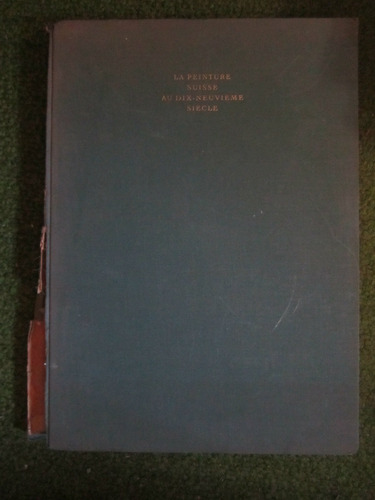 LA PEINTURE
SUISSE
AU DIX-NEUVIEME
SIECLE